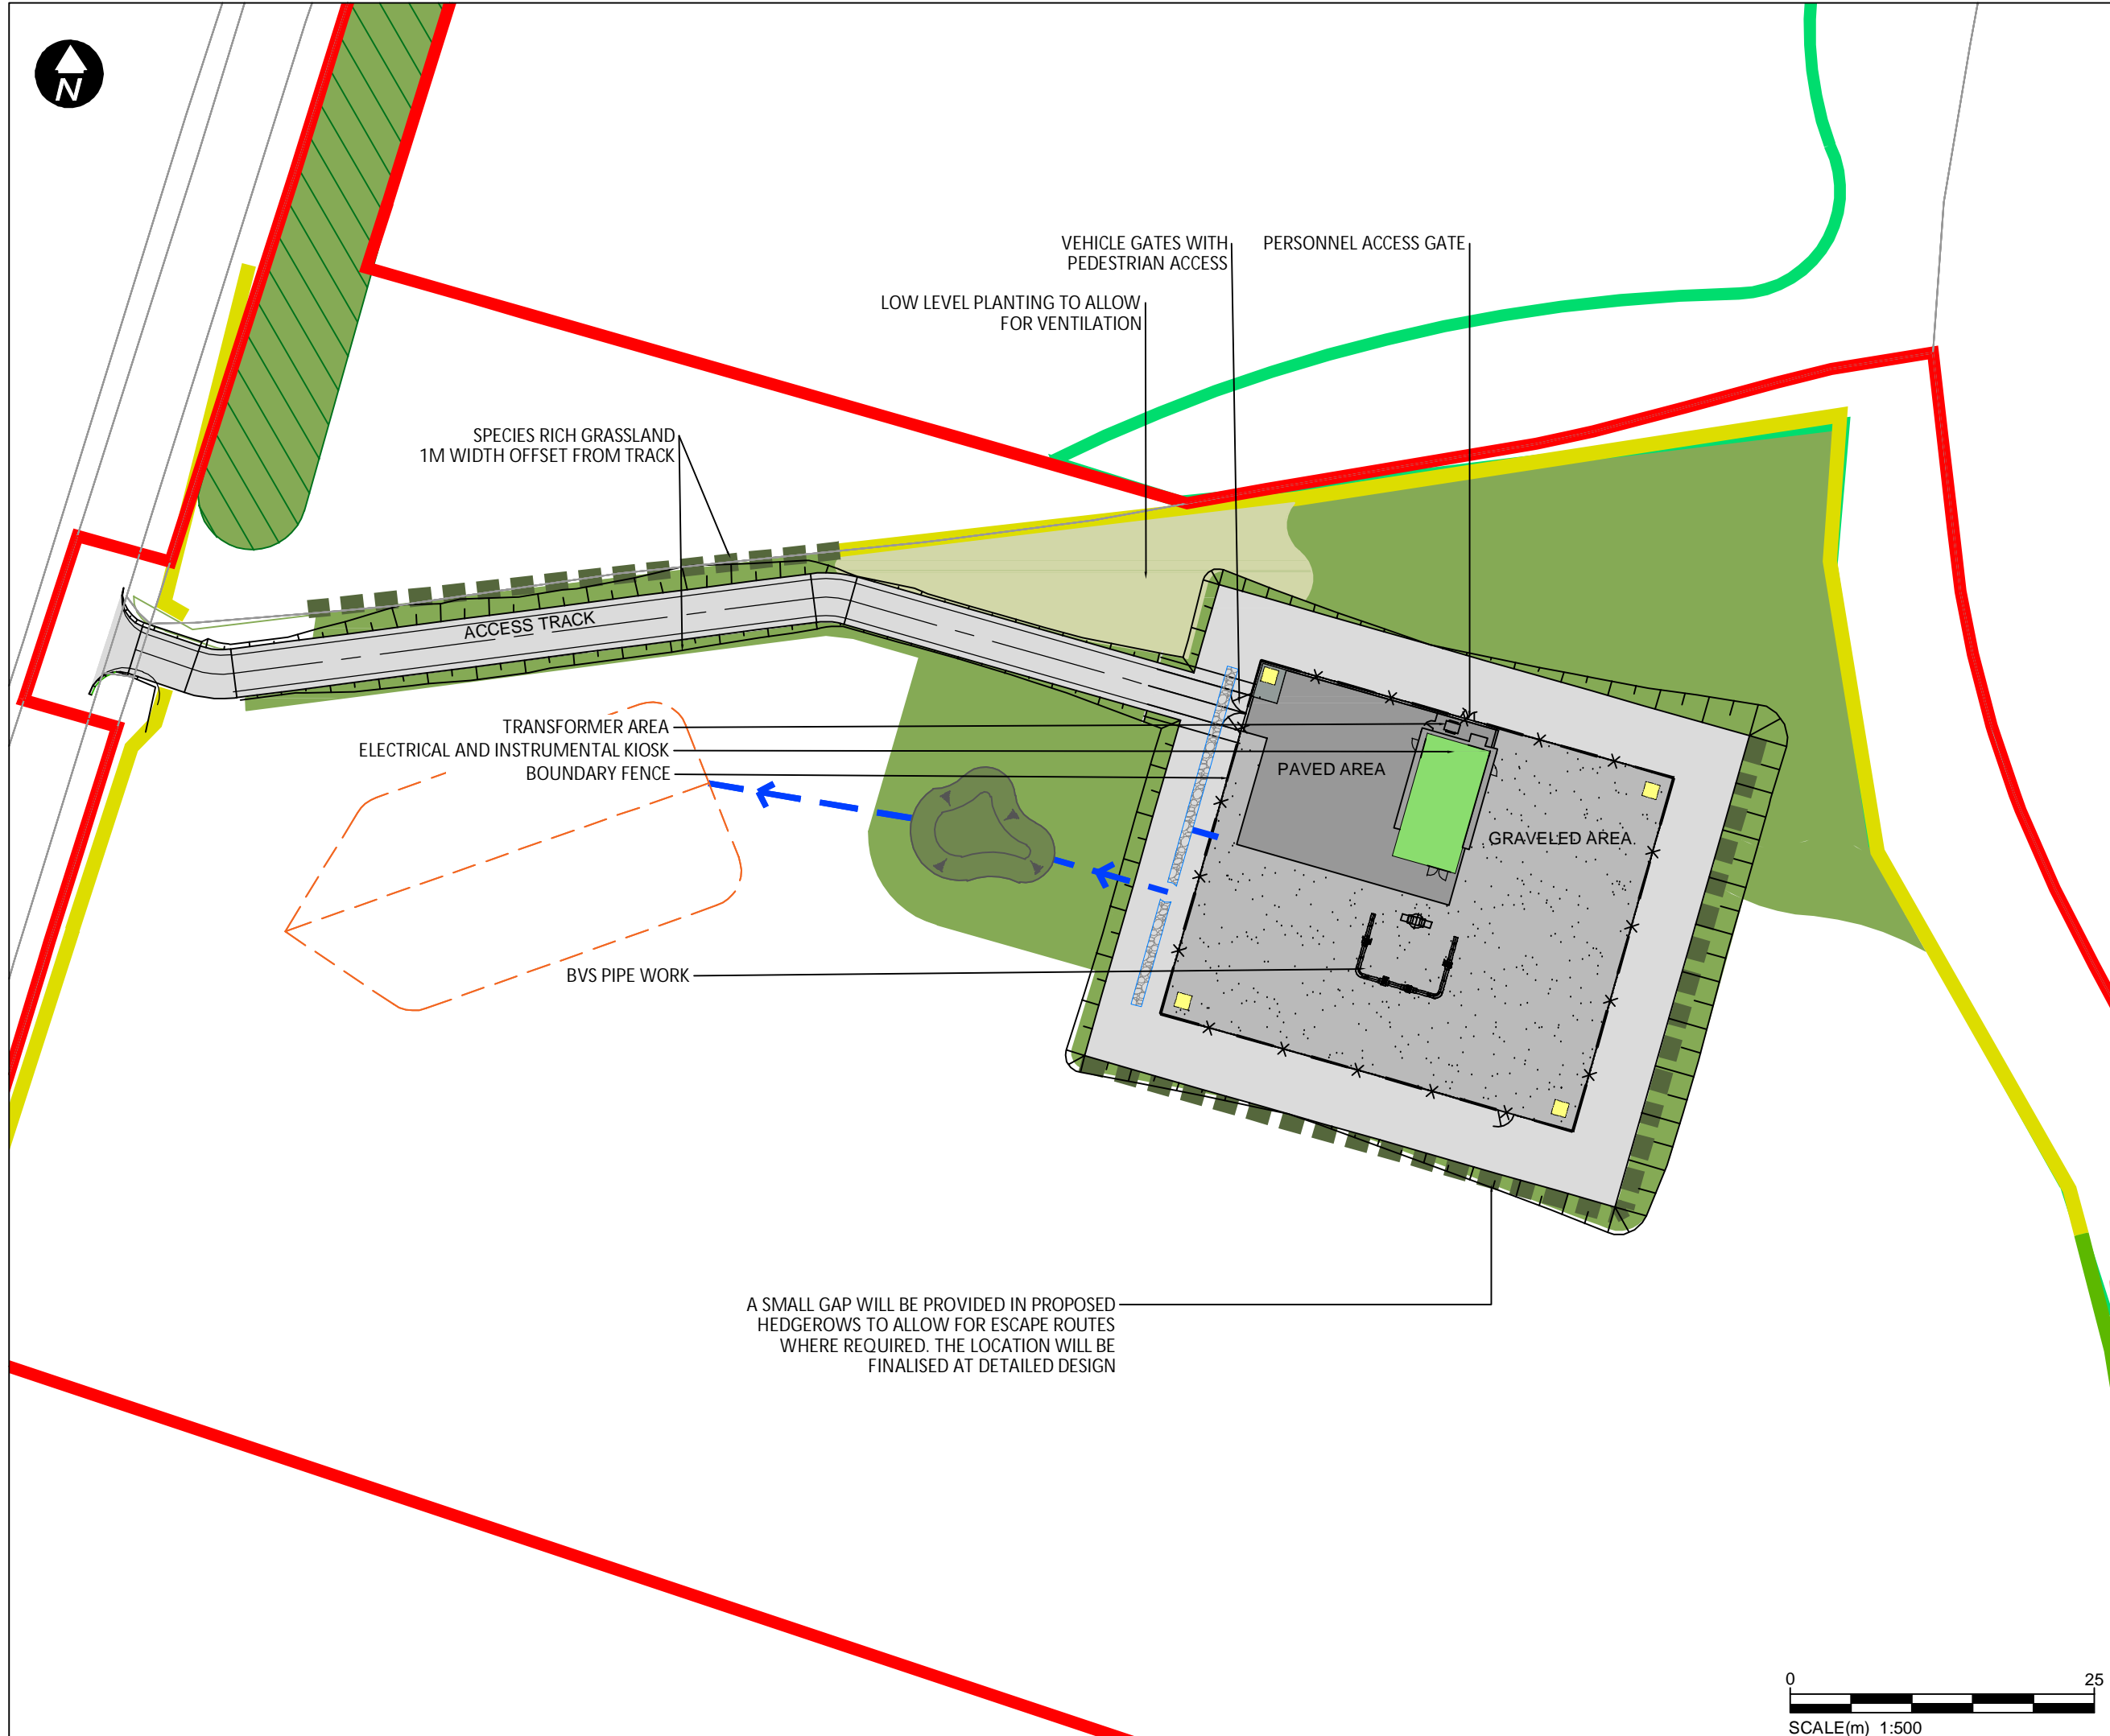 N
VEHICLE GATES WITH
PEDESTRIAN ACCESS
PERSONNEL ACCESS GATE
LOW LEVEL PLANTING TO ALLOW
FOR VENTILATION
SPECIES RICH GRASSLAND
1M WIDTH OFFSET FROM TRACK
ACCESS TRACK
TRANSFORMER AREA
ELECTRICAL AND INSTRUMENTAL KIOSK
BOUNDARY FENCE
PAVED AREA
GRAVELED AREA
BVS PIPE WORK
A SMALL GAP WILL BE PROVIDED IN PROPOSED
HEDGEROWS TO ALLOW FOR ESCAPE ROUTES
WHERE REQUIRED. THE LOCATION WILL BE
FINALISED AT DETAILED DESIGN
0 25
SCALE(m) 1:500